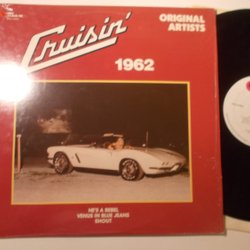 Cruisin'
ORIGINAL
ARTISTS
1962
HE'S A REBEL
VENUS IN BLUE JEANS
SHOUT